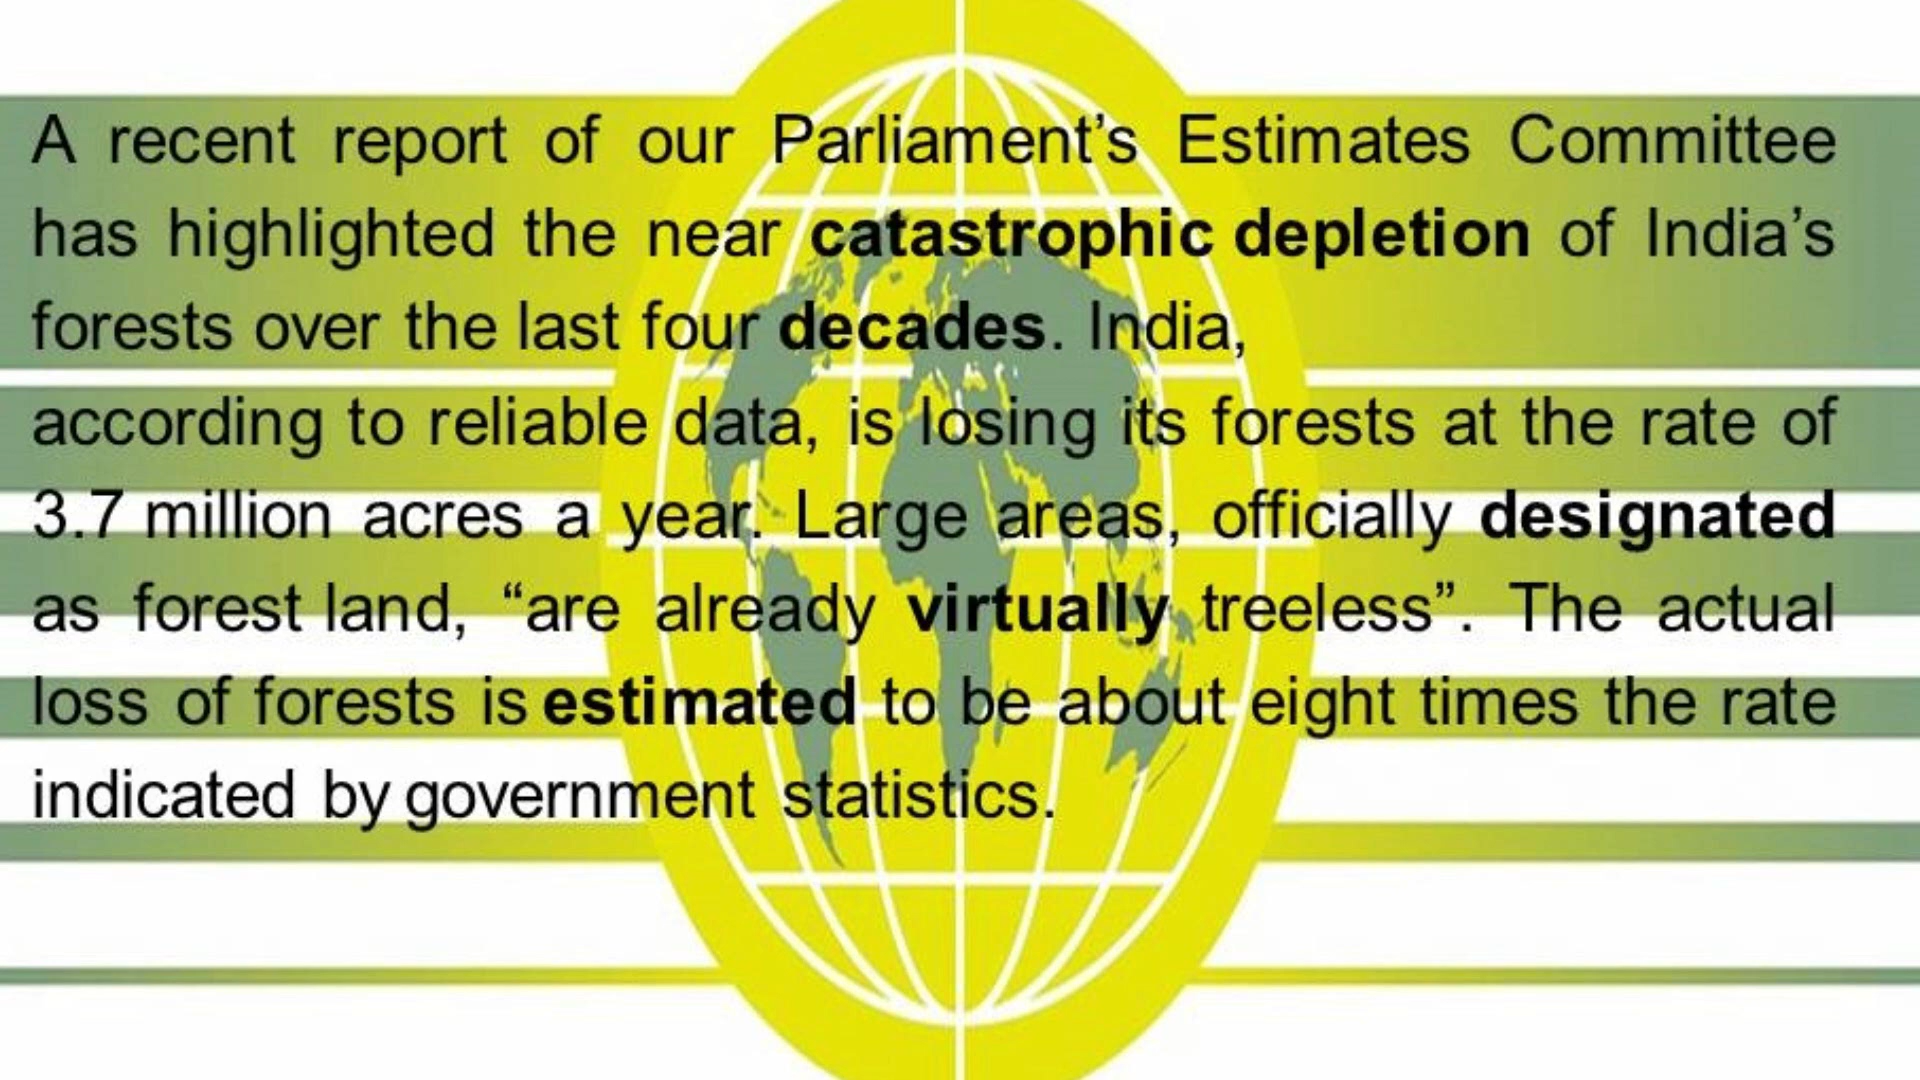 A recent report of our Parliament’s Estimates Committee
has highlighted the near catastrophic depletion of India’s
forests over the last four decades. India,
according to reliable data, is losing its forests at the rate of
3.7 million acres a year. Large areas, officially designated
as forest land, “are already virtually treeless”. The actual
loss of forests is estimated to be about eight times the rate
indicated by government statistics.